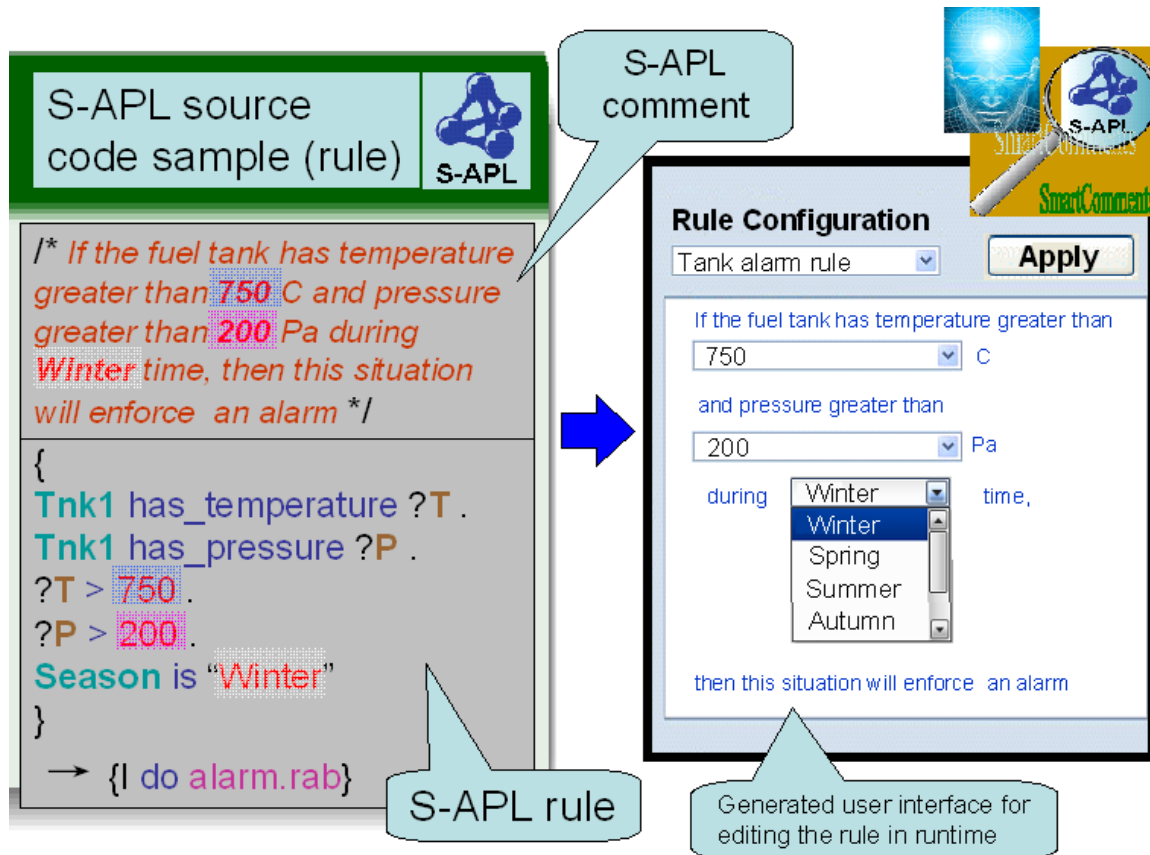 S-APL source
code sample (rule)
S-APL
S-APL
comment
/* If the fuel tank has temperature
greater than 750 C and pressure
greater than 200 Pa during
Winter time, then this situation
will enforce an alarm */
{
Tnk1 has_temperature ?T .
Tnk1 has_pressure ?P .
?T > 750 .
?P > 200 .
Season is “Winter”
}
→ {I do alarm.rab}
S-APL rule
S-APL
SmartComments
SmartComment
Rule Configuration
Tank alarm rule
Apply
If the fuel tank has temperature greater than
750 C
and pressure greater than
200 Pa
during Winter time,
Winter
Spring
Summer
Autumn
then this situation will enforce an alarm
Generated user interface for
editing the rule in runtime